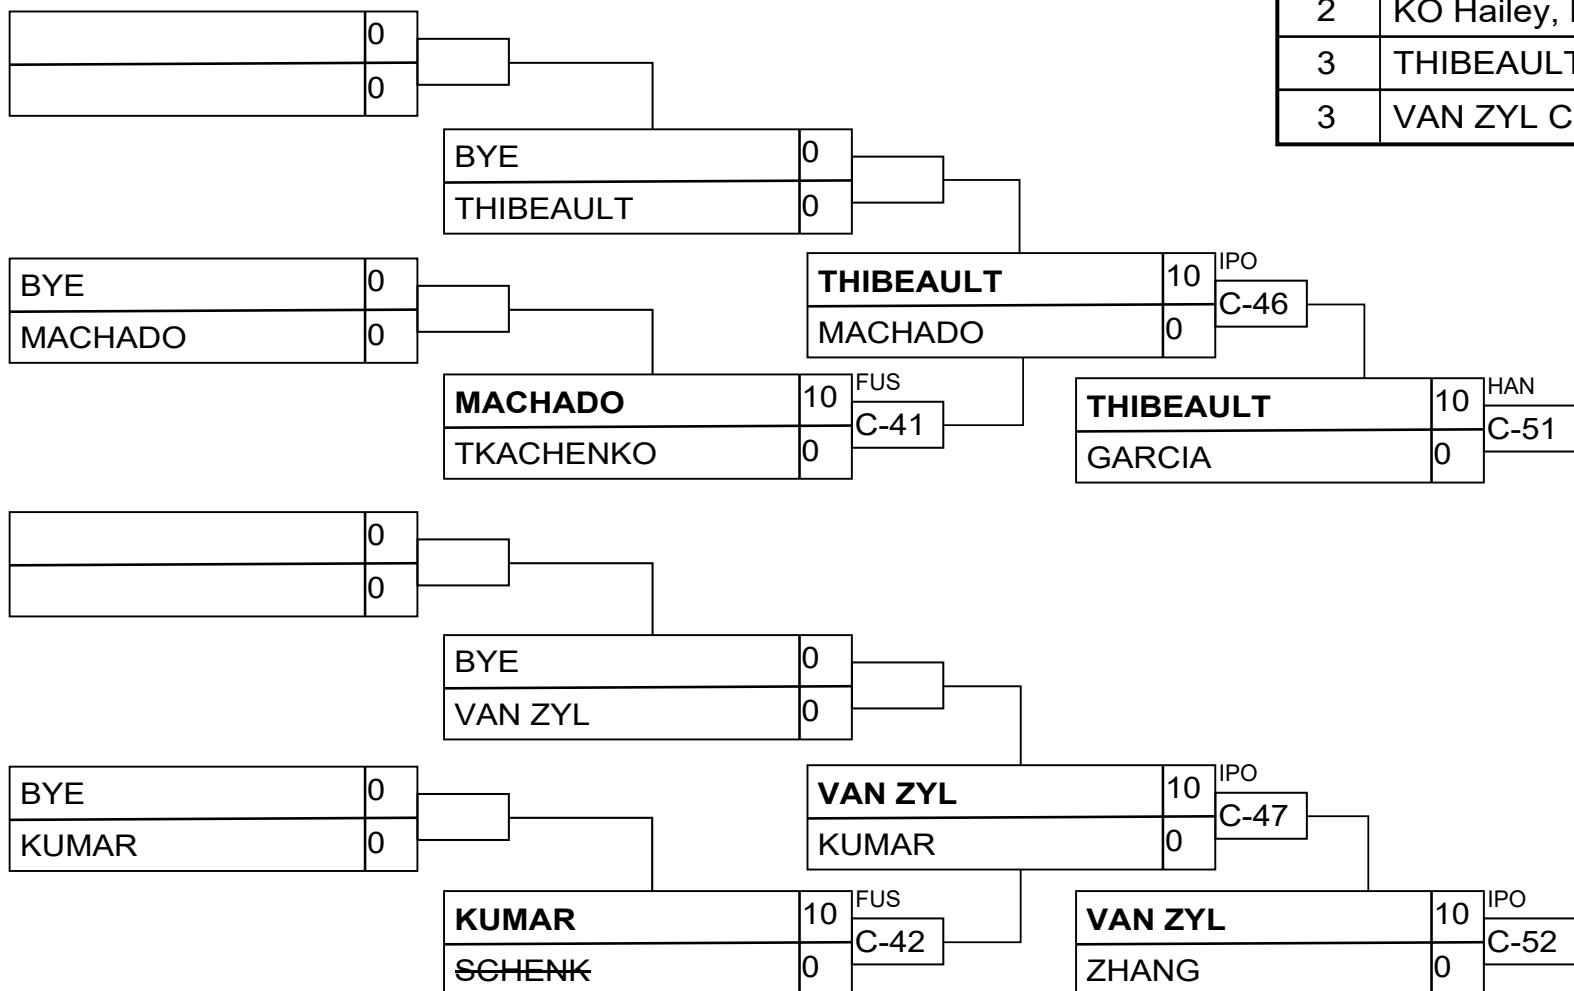 2 KO Hailey,
3 THIBEAULT
3 VAN ZYL C
0
0
BYE 0
THIBEAULT 0
BYE 0
MACHADO 0
THIBEAULT 10 IPO
C-46
MACHADO 0
MACHADO 10 FUS
C-41
TKACHENKO 0
THIBEAULT 10 HAN
C-51
GARCIA 0
0
0
BYE 0
VAN ZYL 0
BYE 0
KUMAR 0
VAN ZYL 10 IPO
C-47
KUMAR 0
KUMAR 10 FUS
C-42
SCHENK 0
VAN ZYL 10 IPO
C-52
ZHANG 0